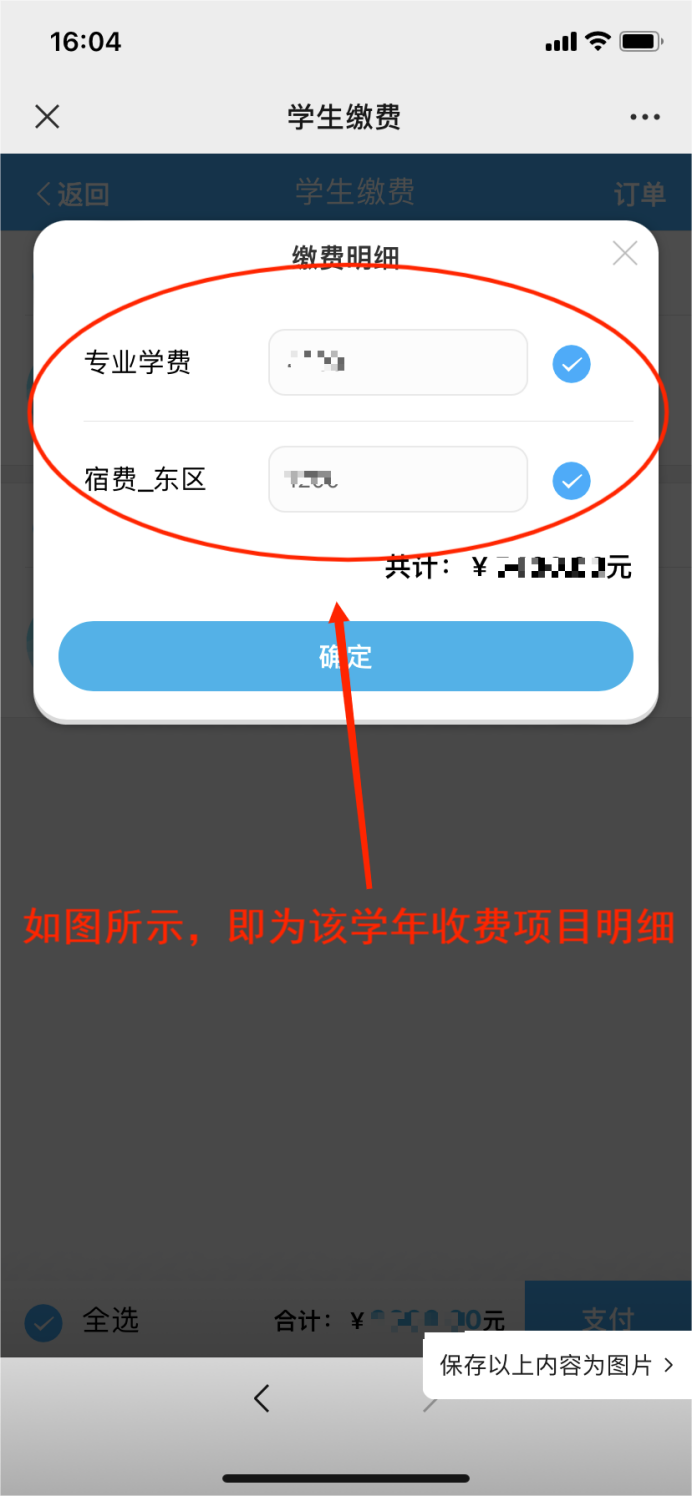 16:04
学生缴费
返回
学生缴费
订单
缴费明细
专业学费
宿费_东区
共计：￥元
确定
如图所示，即为该学年收费项目明细
全选
合计：￥元
支付
保存以上内容为图片